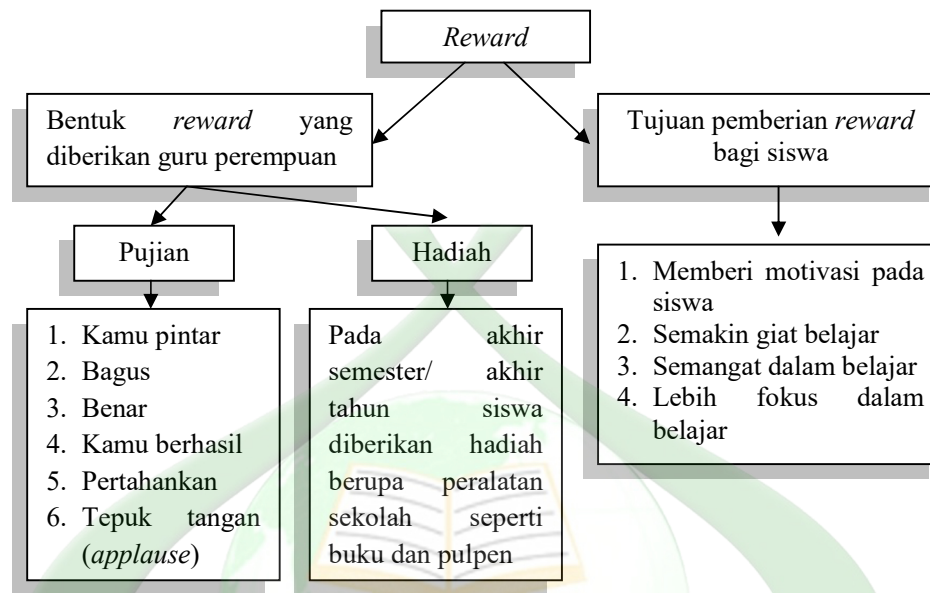 Reward
Bentuk reward yang
diberikan guru perempuan
Tujuan pemberian reward
bagi siswa
Pujian
Hadiah
1. Kamu pintar
2. Bagus
3. Benar
4. Kamu berhasil
5. Pertahankan
6. Tepuk tangan
(applause)
Pada akhir
semester/ akhir
tahun siswa
diberikan hadiah
berupa peralatan
sekolah seperti
buku dan pulpen
1. Memberi motivasi pada
siswa
2. Semakin giat belajar
3. Semangat dalam belajar
4. Lebih fokus dalam
belajar